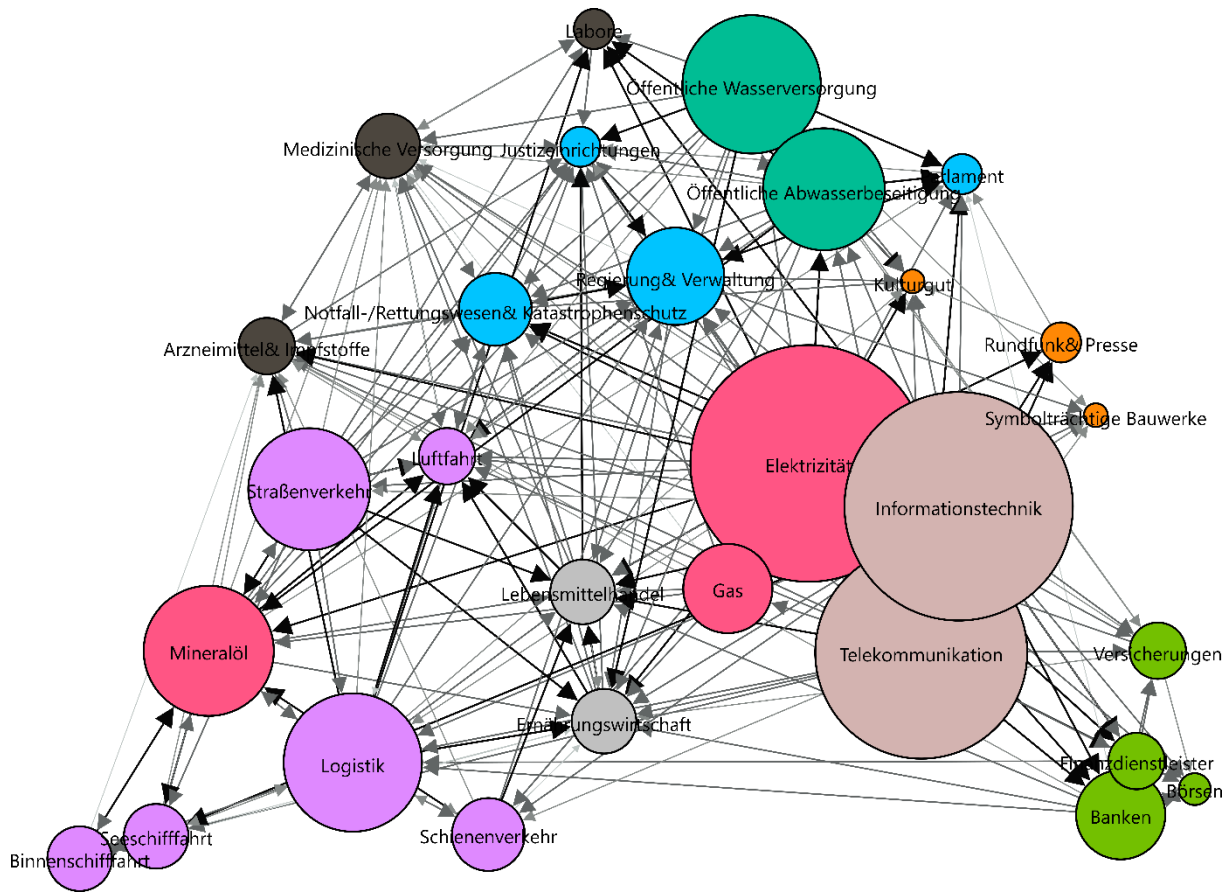 Labore
Öffentliche Wasserversorgung
Medizinische Versorgung
Justizeinrichtungen
Öffentliche Abwasserbeseitigung
Regierung& Verwaltung
Kulturgut
Notfall-/Rettungswesen& Katastrophenschutz
Arzneimittel& Impfstoffe
Rundfunk& Presse
Symbolträchtige Bauwerke
Luftfahrt
Elektrizität
Straßenverkehr
Informationstechnik
Lebensmittelhandel
Gas
Mineralöl
Telekommunikation
Versicherungen
Ernährungswirtschaft
Logistik
Finanzdienstleister
Börsen
Banken
Schienenverkehr
Seeschifffahrt
Binnenschifffahrt